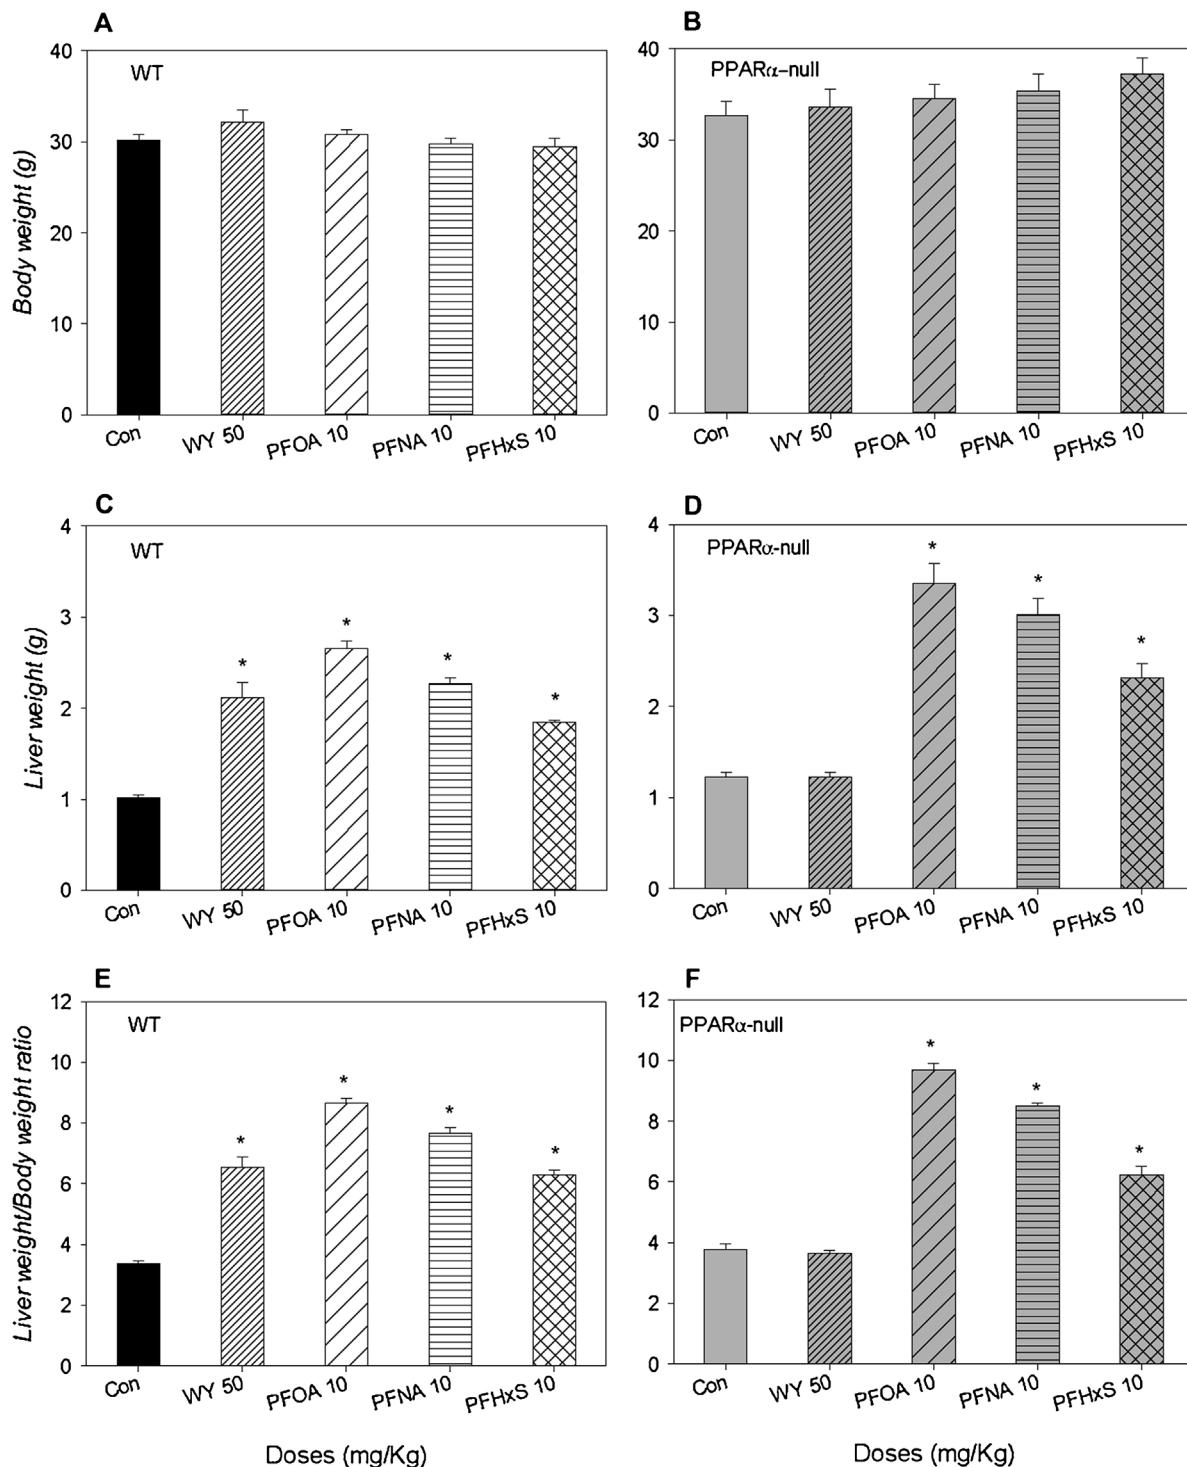 A
B
WT
PPARα–null
Body weight (g)
40
30
20
10
0
Con
WY 50
PFOA 10
PFNA 10
PFHxS 10
40
30
20
10
0
Con
WY 50
PFOA 10
PFNA 10
PFHxS 10
C
D
WT
PPARα-null
Liver weight (g)
4
3
*
*
*
*
2
1
0
Con
WY 50
PFOA 10
PFNA 10
PFHxS 10
4
*
*
*
3
2
1
0
Con
WY 50
PFOA 10
PFNA 10
PFHxS 10
E
F
WT
PPARα-null
Liver weight/Body weight ratio
12
10
*
*
*
*
8
6
4
2
0
Con
WY 50
PFOA 10
PFNA 10
PFHxS 10
Doses (mg/Kg)
12
*
10
*
*
8
6
4
2
0
Con
WY 50
PFOA 10
PFNA 10
PFHxS 10
Doses (mg/Kg)